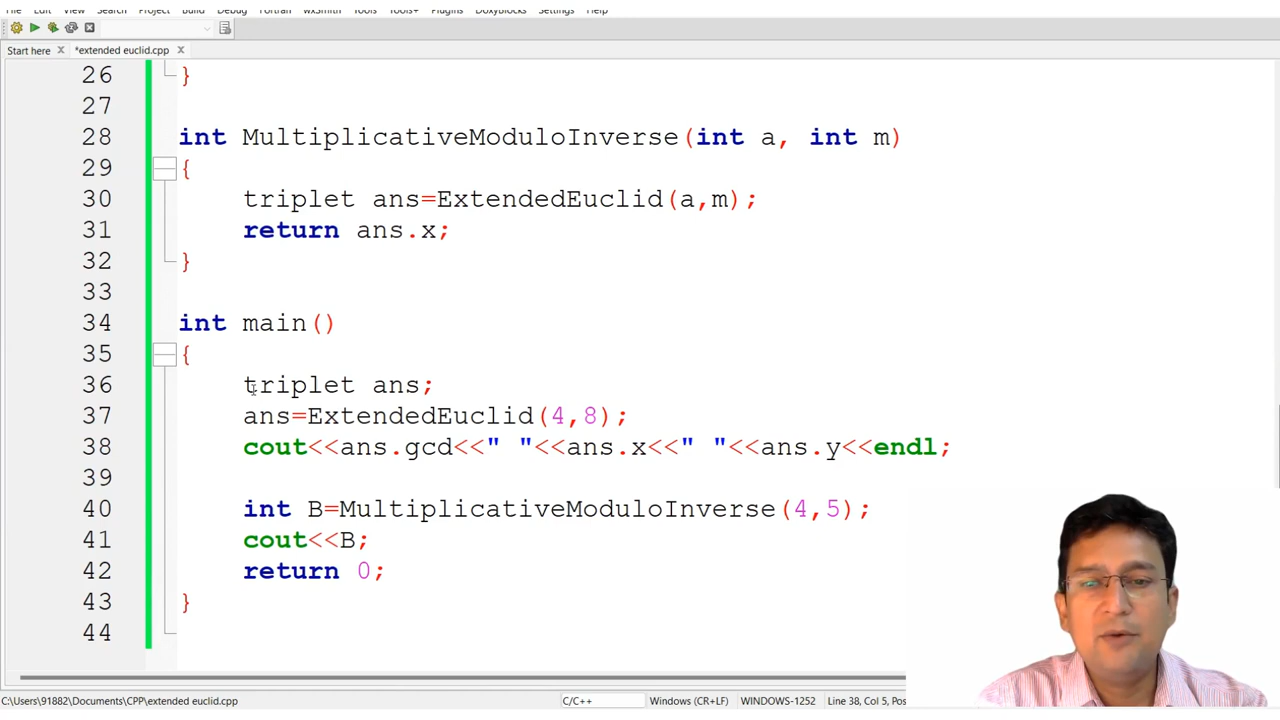 File Edit View Search Project Build Debug Fortran wxSmith Tools Tools+ Plugins DoxyBlocks Settings Help
Start here *extended euclid.cpp
26 }
27
28 int MultiplicativeModuloInverse(int a, int m)
29 {
30 triplet ans=ExtendedEuclid(a,m);
31 return ans.x;
32 }
33
34 int main()
35 {
36 triplet ans;
37 ans=ExtendedEuclid(4,8);
38 cout<<ans.gcd<<" "<<ans.x<<" "<<ans.y<<endl;
39
40 int B=MultiplicativeModuloInverse(4,5);
41 cout<<B;
42 return 0;
43 }
44
C:\Users\91882\Documents\CPP\extended euclid.cpp C/C++ Windows (CR+LF) WINDOWS-1252 Line 38, Col 5, Pos